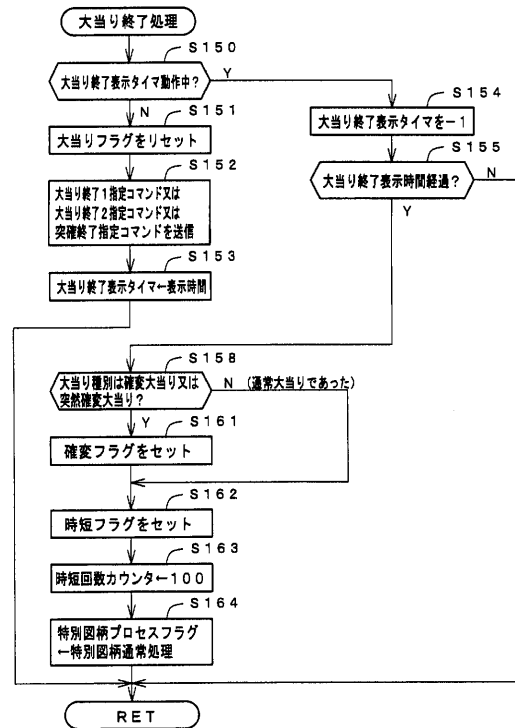 大当り終了処理
S150
大当り終了表示タイマ動作中?
Y
N
S151
大当りフラグをリセット
S152
大当り終了1指定コマンド又は
大当り終了2指定コマンド又は
突確終了指定コマンドを送信
S153
大当り終了表示タイマ←表示時間
S154
大当り終了表示タイマを−1
S155
大当り終了表示時間経過?
N
Y
S158
大当り種別は確変大当り又は
突然確変大当り?
N (通常大当りであった)
Y
S161
確変フラグをセット
S162
時短フラグをセット
S163
時短回数カウンタ←100
S164
特別図柄プロセスフラグ
←特別図柄通常処理
RET